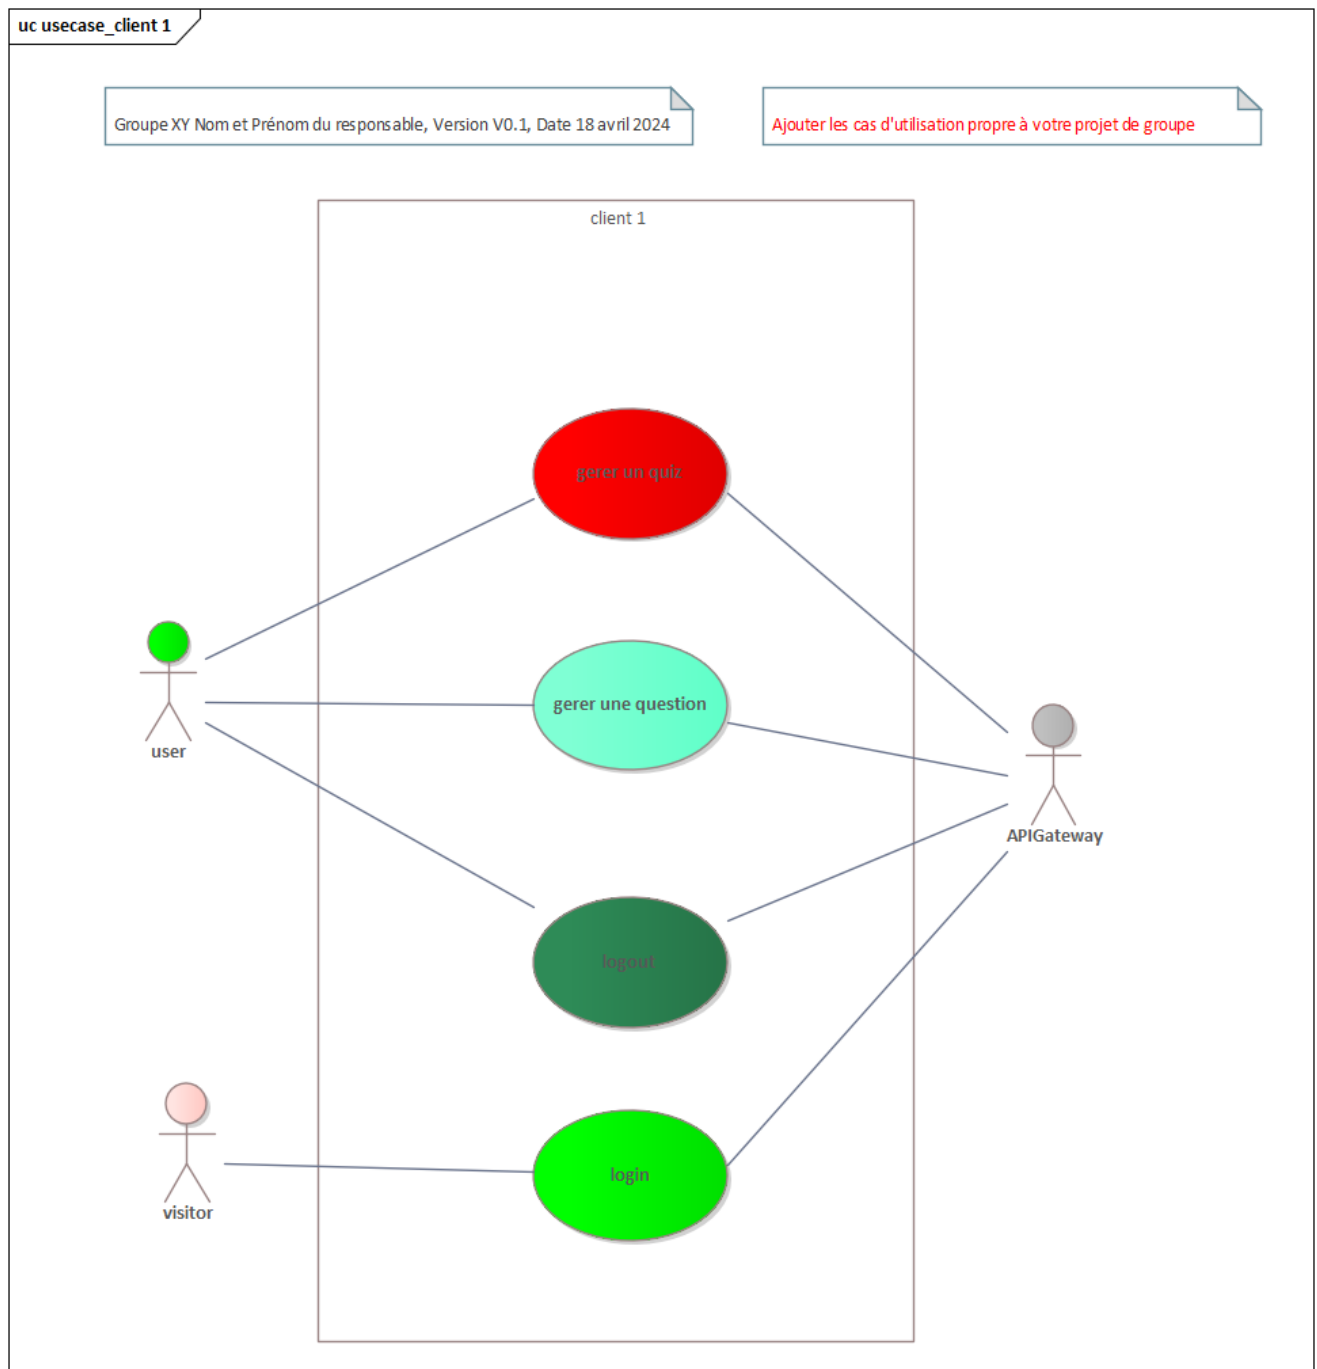 uc usecase_client 1
Groupe XY Nom et Prénom du responsable, Version V0.1, Date 18 avril 2024
Ajouter les cas d'utilisation propre à votre projet de groupe
client 1
gerer un quiz
gerer une question
user
APIGateway
logout
login
visitor